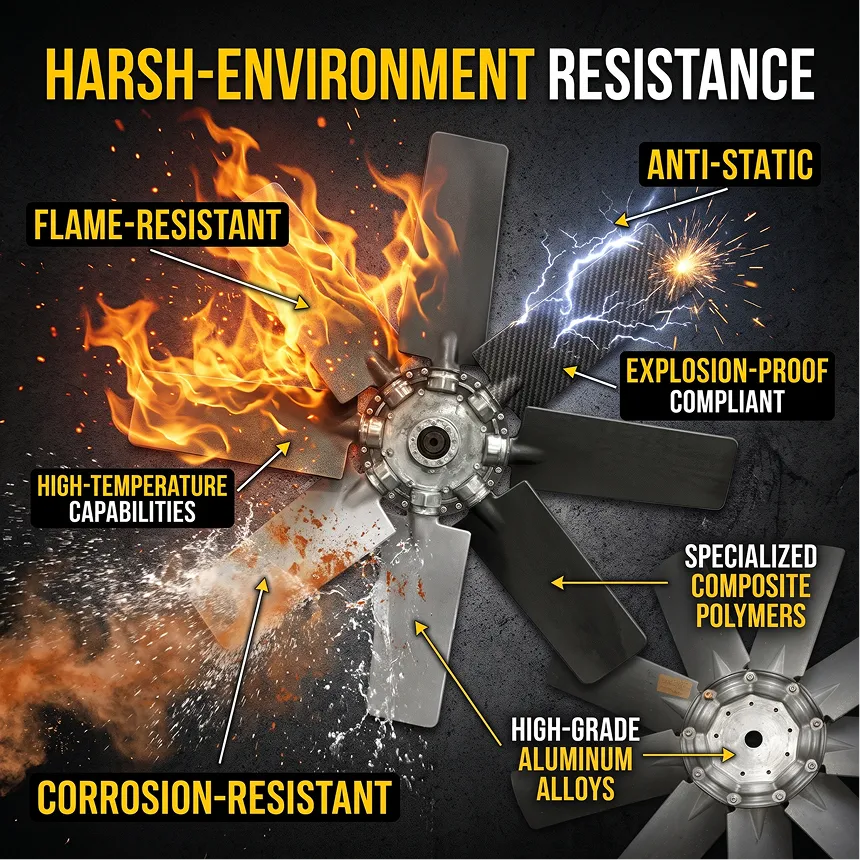 HARSH-ENVIRONMENT RESISTANCE
ANTI-STATIC
FLAME-RESISTANT
EXPLOSION-PROOF
COMPLIANT
HIGH-TEMPERATURE
CAPABILITIES
SPECIALIZED
COMPOSITE
POLYMERS
HIGH-GRADE
ALUMINUM
ALLOYS
CORROSION-RESISTANT